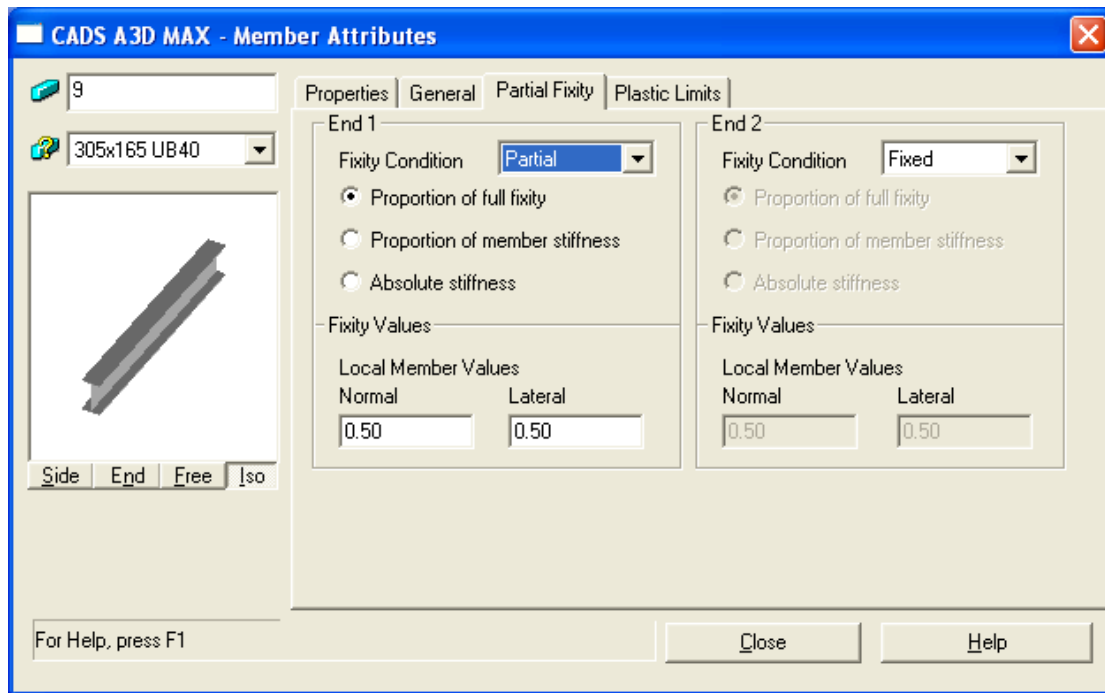 CADS A3D MAX - Member Attributes
9
305x165 UB40
Side End Free Iso
Properties General Partial Fixity Plastic Limits
End 1
Fixity Condition Partial
Proportion of full fixity
Proportion of member stiffness
Absolute stiffness
Fixity Values
Local Member Values
Normal Lateral
0.50 0.50
End 2
Fixity Condition Fixed
Proportion of full fixity
Proportion of member stiffness
Absolute stiffness
Fixity Values
Local Member Values
Normal Lateral
0.50 0.50
For Help, press F1
Close Help